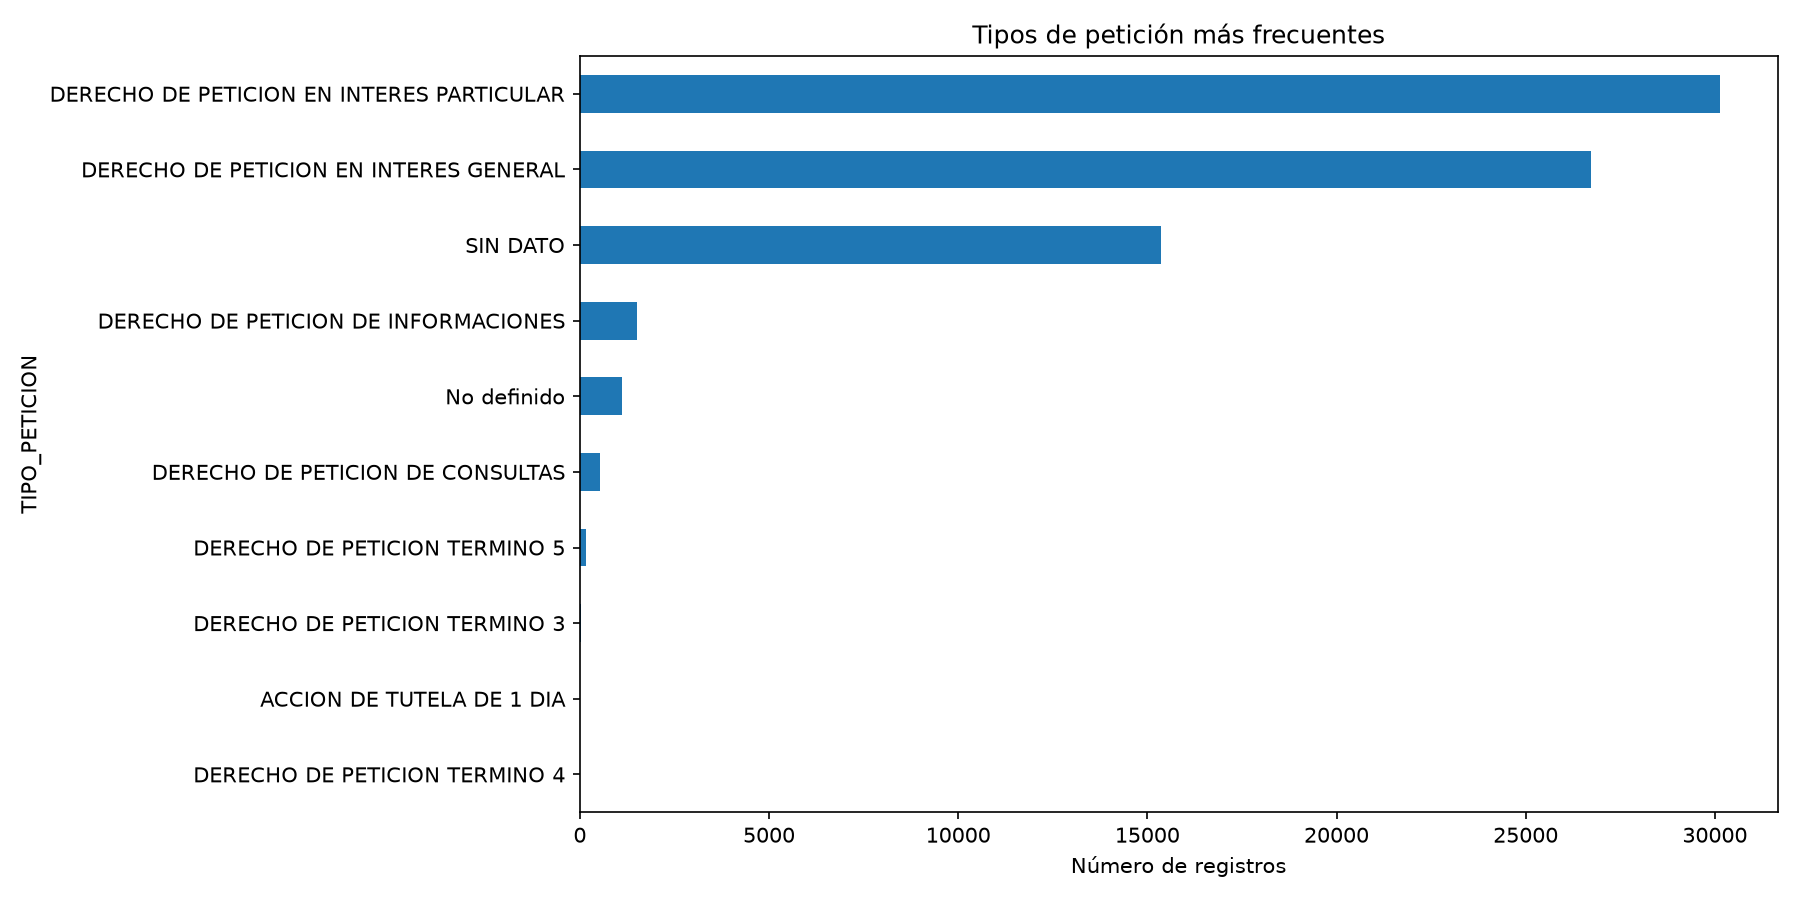 Tipos de petición más frecuentes
DERECHO DE PETICION EN INTERES PARTICULAR
DERECHO DE PETICION EN INTERES GENERAL
SIN DATO
DERECHO DE PETICION DE INFORMACIONES
No definido
DERECHO DE PETICION DE CONSULTAS
DERECHO DE PETICION TERMINO 5
DERECHO DE PETICION TERMINO 3
ACCION DE TUTELA DE 1 DIA
DERECHO DE PETICION TERMINO 4
TIPO_PETICION
0 5000 10000 15000 20000 25000 30000
Número de registros